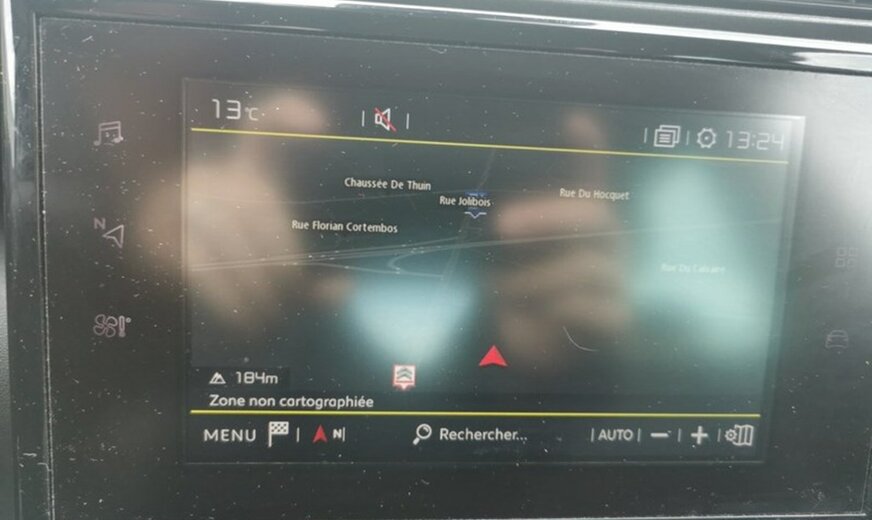 13°C
13:24
Chaussée De Thuin
Rue Jolibois
Rue Du Hocquet
Rue Florian Cortembos
Rue Du Calvaire
N
184m
Zone non cartographiée
MENU N Rechercher... AUTO − +